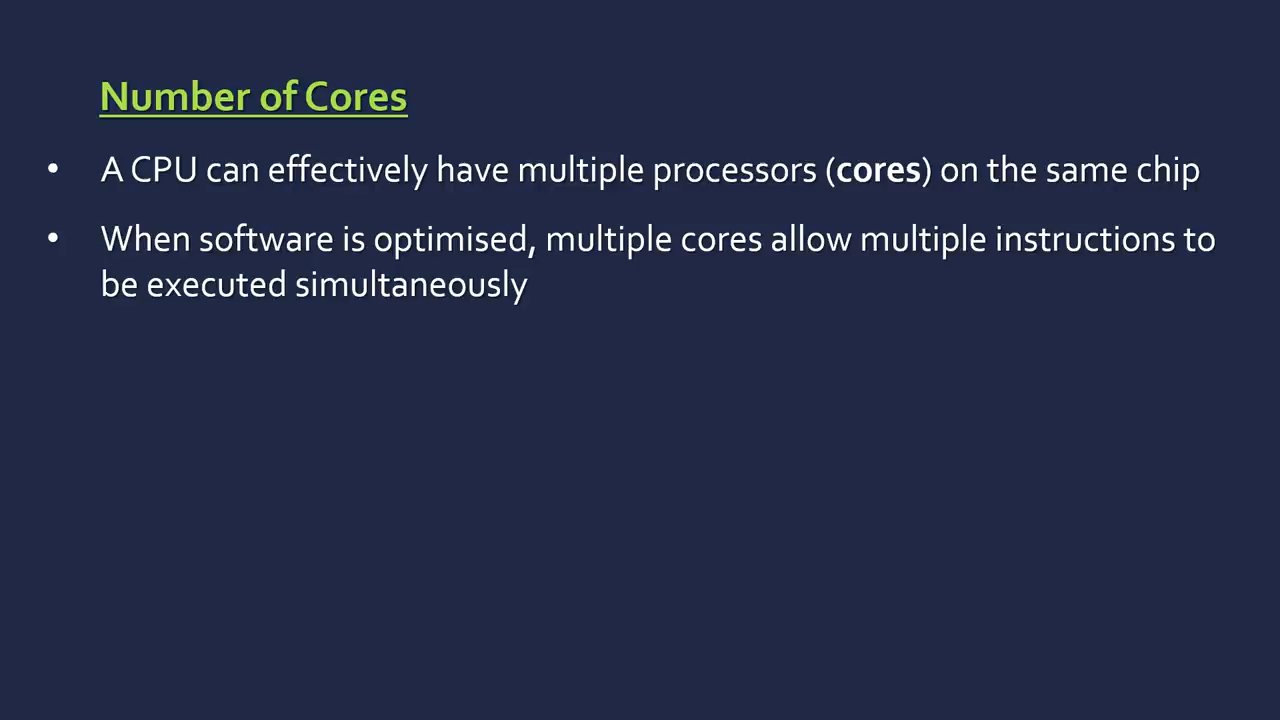 Number of Cores
• A CPU can effectively have multiple processors (cores) on the same chip
• When software is optimised, multiple cores allow multiple instructions to
be executed simultaneously